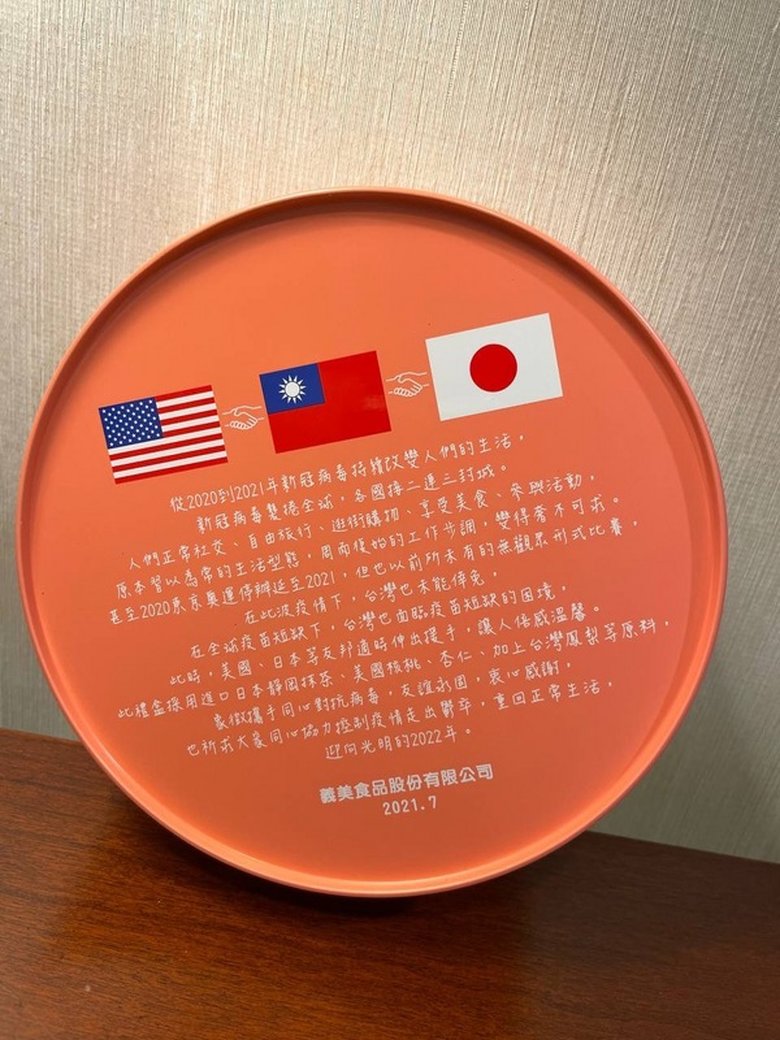 從2020到2021年新冠病毒持續改變人們的生活，
新冠病毒襲捲全球，各國接二連三封城。
人們正常社交、自由旅行、逛街購物、享受美食、參與活動，
原本習以為常的生活型態，周而復始的工作步調，變得奢不可求。
甚至2020東京奧運停辦延至2021，但也以前所未有的無觀眾形式比賽，
在此波疫情下，台灣也未能倖免，
在全球疫苗短缺下，台灣也面臨疫苗短缺的困境，
此時，美國、日本等友邦適時伸出援手，讓人倍感溫馨。
此禮盒採用進口日本靜岡抹茶、美國核桃、杏仁、加上台灣鳳梨等原料，
象徵攜手同心對抗病毒，友誼永固，衷心感謝，
也祈求大家同心協力控制疫情走出鬱卒，重回正常生活，
迎向光明的2022年。
義美食品股份有限公司
2021.7